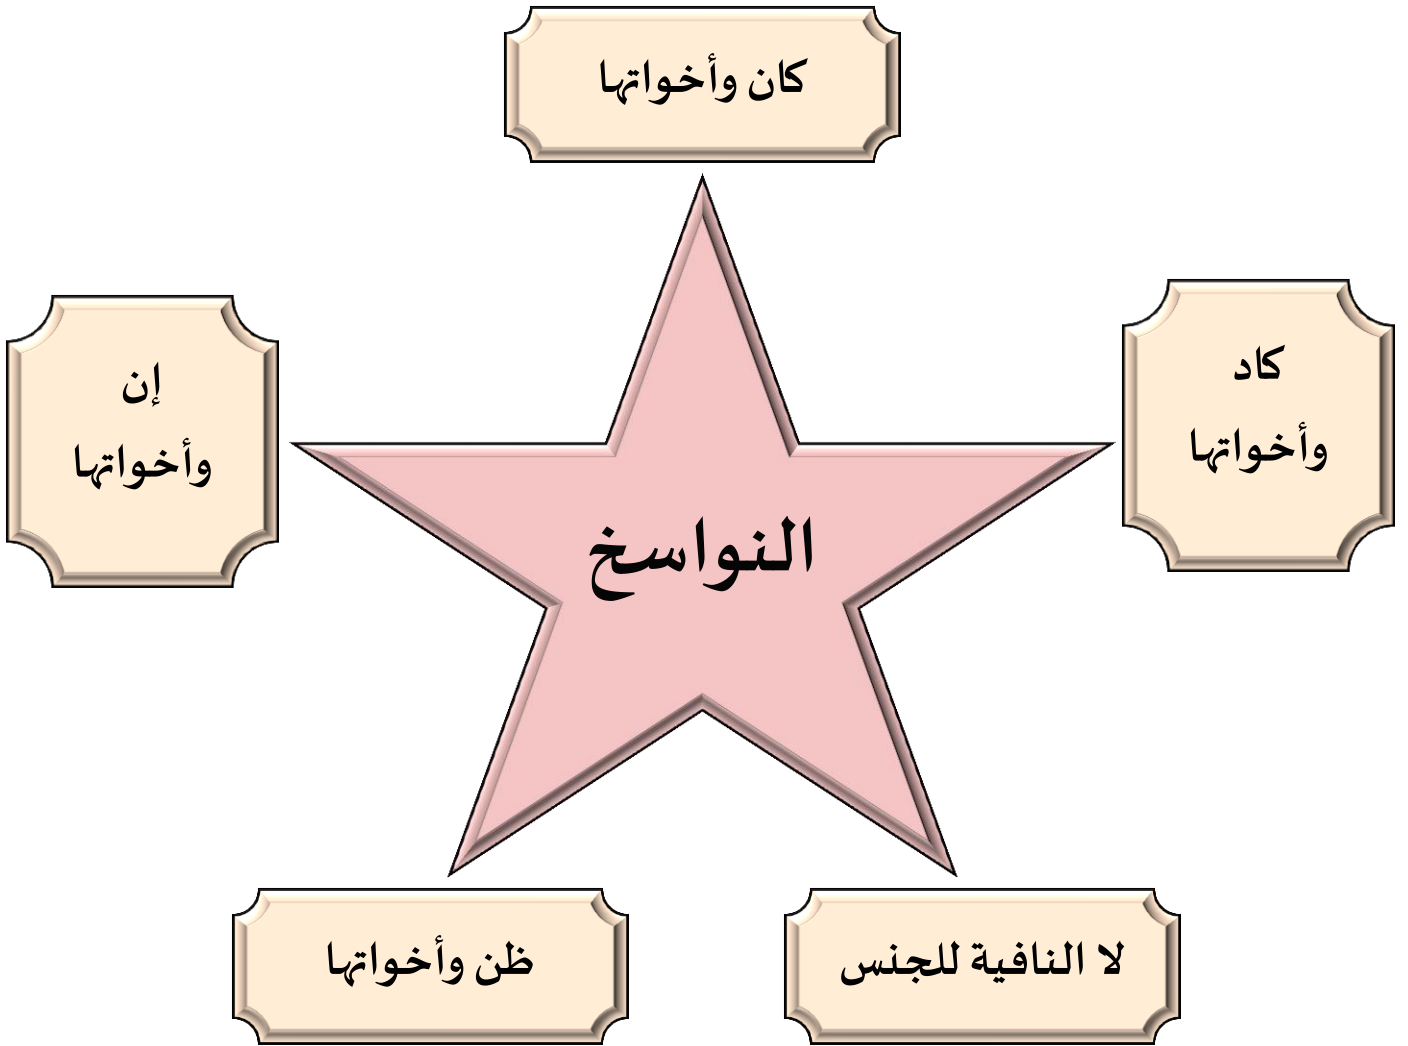 كان وأخواتها
كاد
وأخواتها
إن
وأخواتها
النواسخ
لا النافية للجنس
ظن وأخواتها